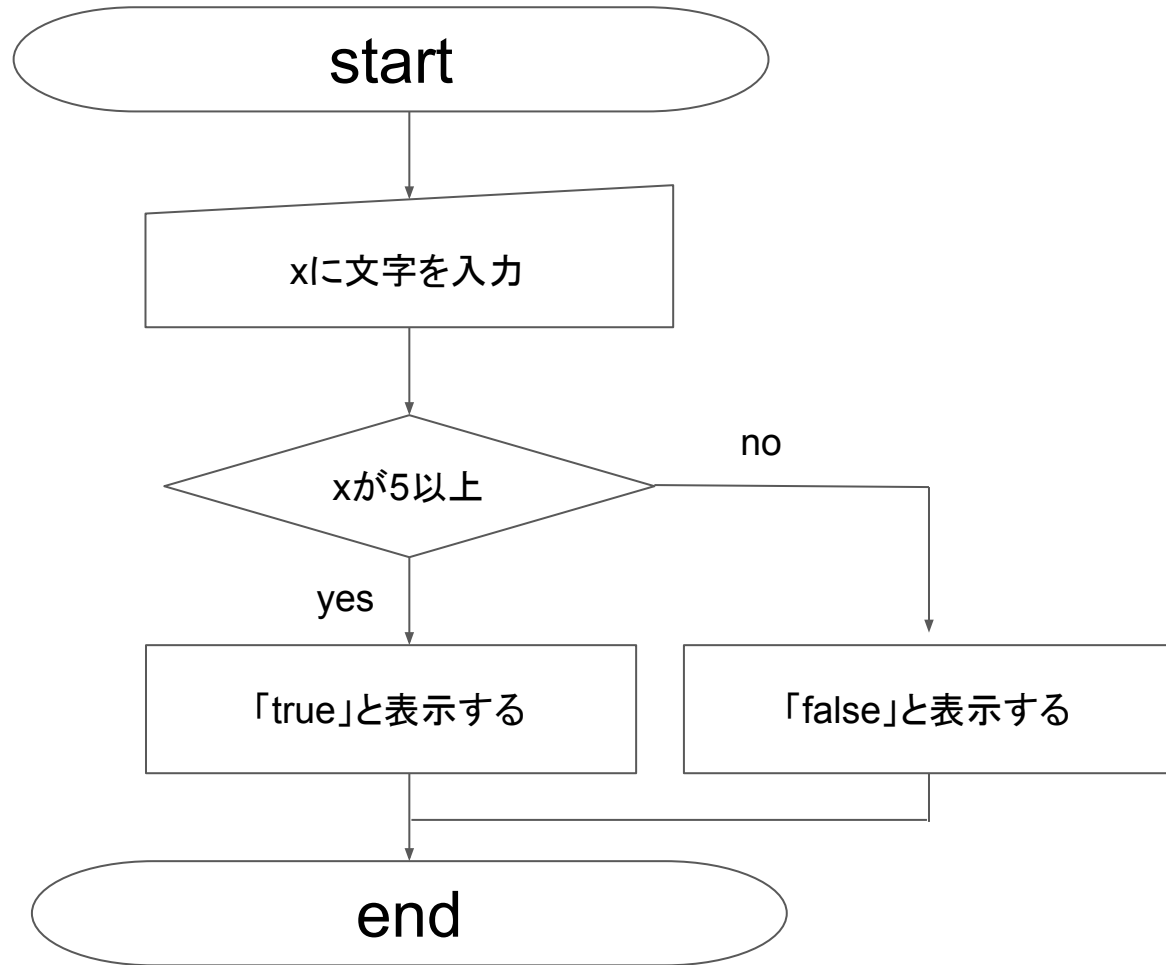 start
xに文字を入力
xが5以上
no
yes
「true」と表示する
「false」と表示する
end